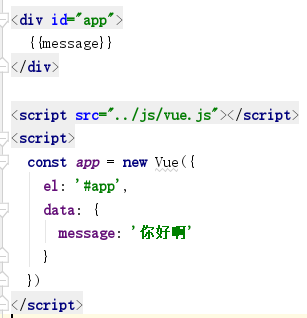 <div id="app">
  {{message}}
</div>

<script src="../js/vue.js"></script>
<script>
  const app = new Vue({
    el: '#app',
    data: {
      message: '你好啊'
    }
  })
</script>